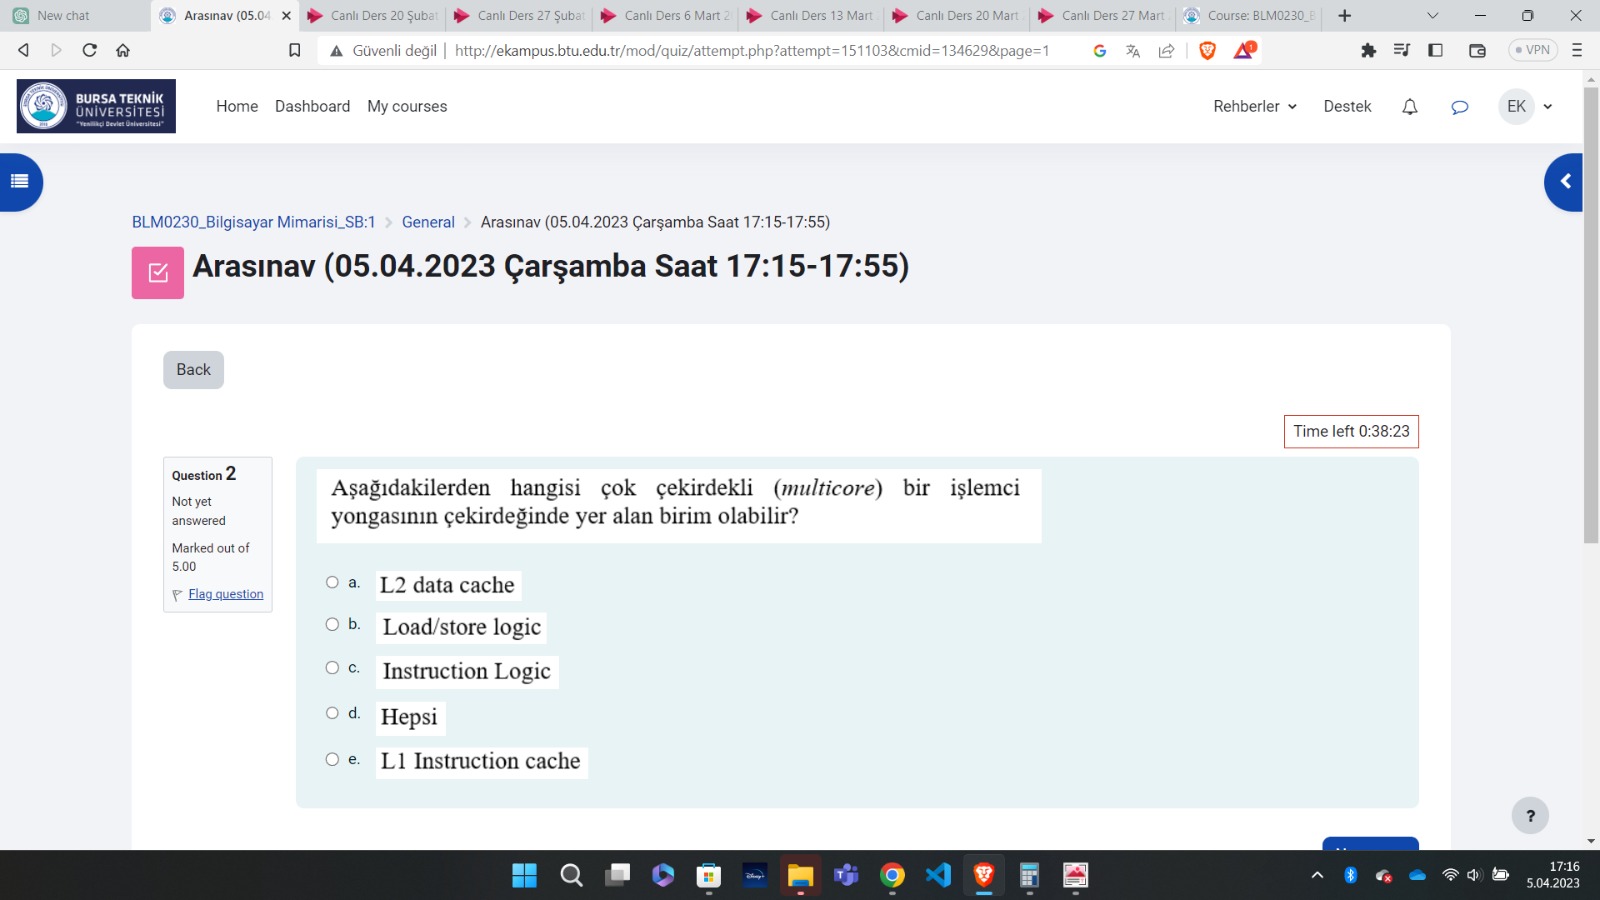 New chat
Arasınav (05.04
Canlı Ders 20 Şubat
Canlı Ders 27 Şubat
Canlı Ders 6 Mart 2
Canlı Ders 13 Mart
Canlı Ders 20 Mart
Canlı Ders 27 Mart
Course: BLM0230_B
Güvenli değil | http://ekampus.btu.edu.tr/mod/quiz/attempt.php?attempt=151103&cmid=134629&page=1
1
VPN
BURSA TEKNİK
ÜNİVERSİTESİ
"Yenilikçi Devlet Üniversitesi"
Home Dashboard My courses
Rehberler Destek EK
BLM0230_Bilgisayar Mimarisi_SB:1 General Arasınav (05.04.2023 Çarşamba Saat 17:15-17:55)
Arasınav (05.04.2023 Çarşamba Saat 17:15-17:55)
Back
Time left 0:38:23
Question 2
Not yet
answered
Marked out of
5.00
Flag question
Aşağıdakilerden hangisi çok çekirdekli (multicore) bir işlemci
yongasının çekirdeğinde yer alan birim olabilir?
a. L2 data cache
b. Load/store logic
c. Instruction Logic
d. Hepsi
e. L1 Instruction cache
?
17:16
5.04.2023